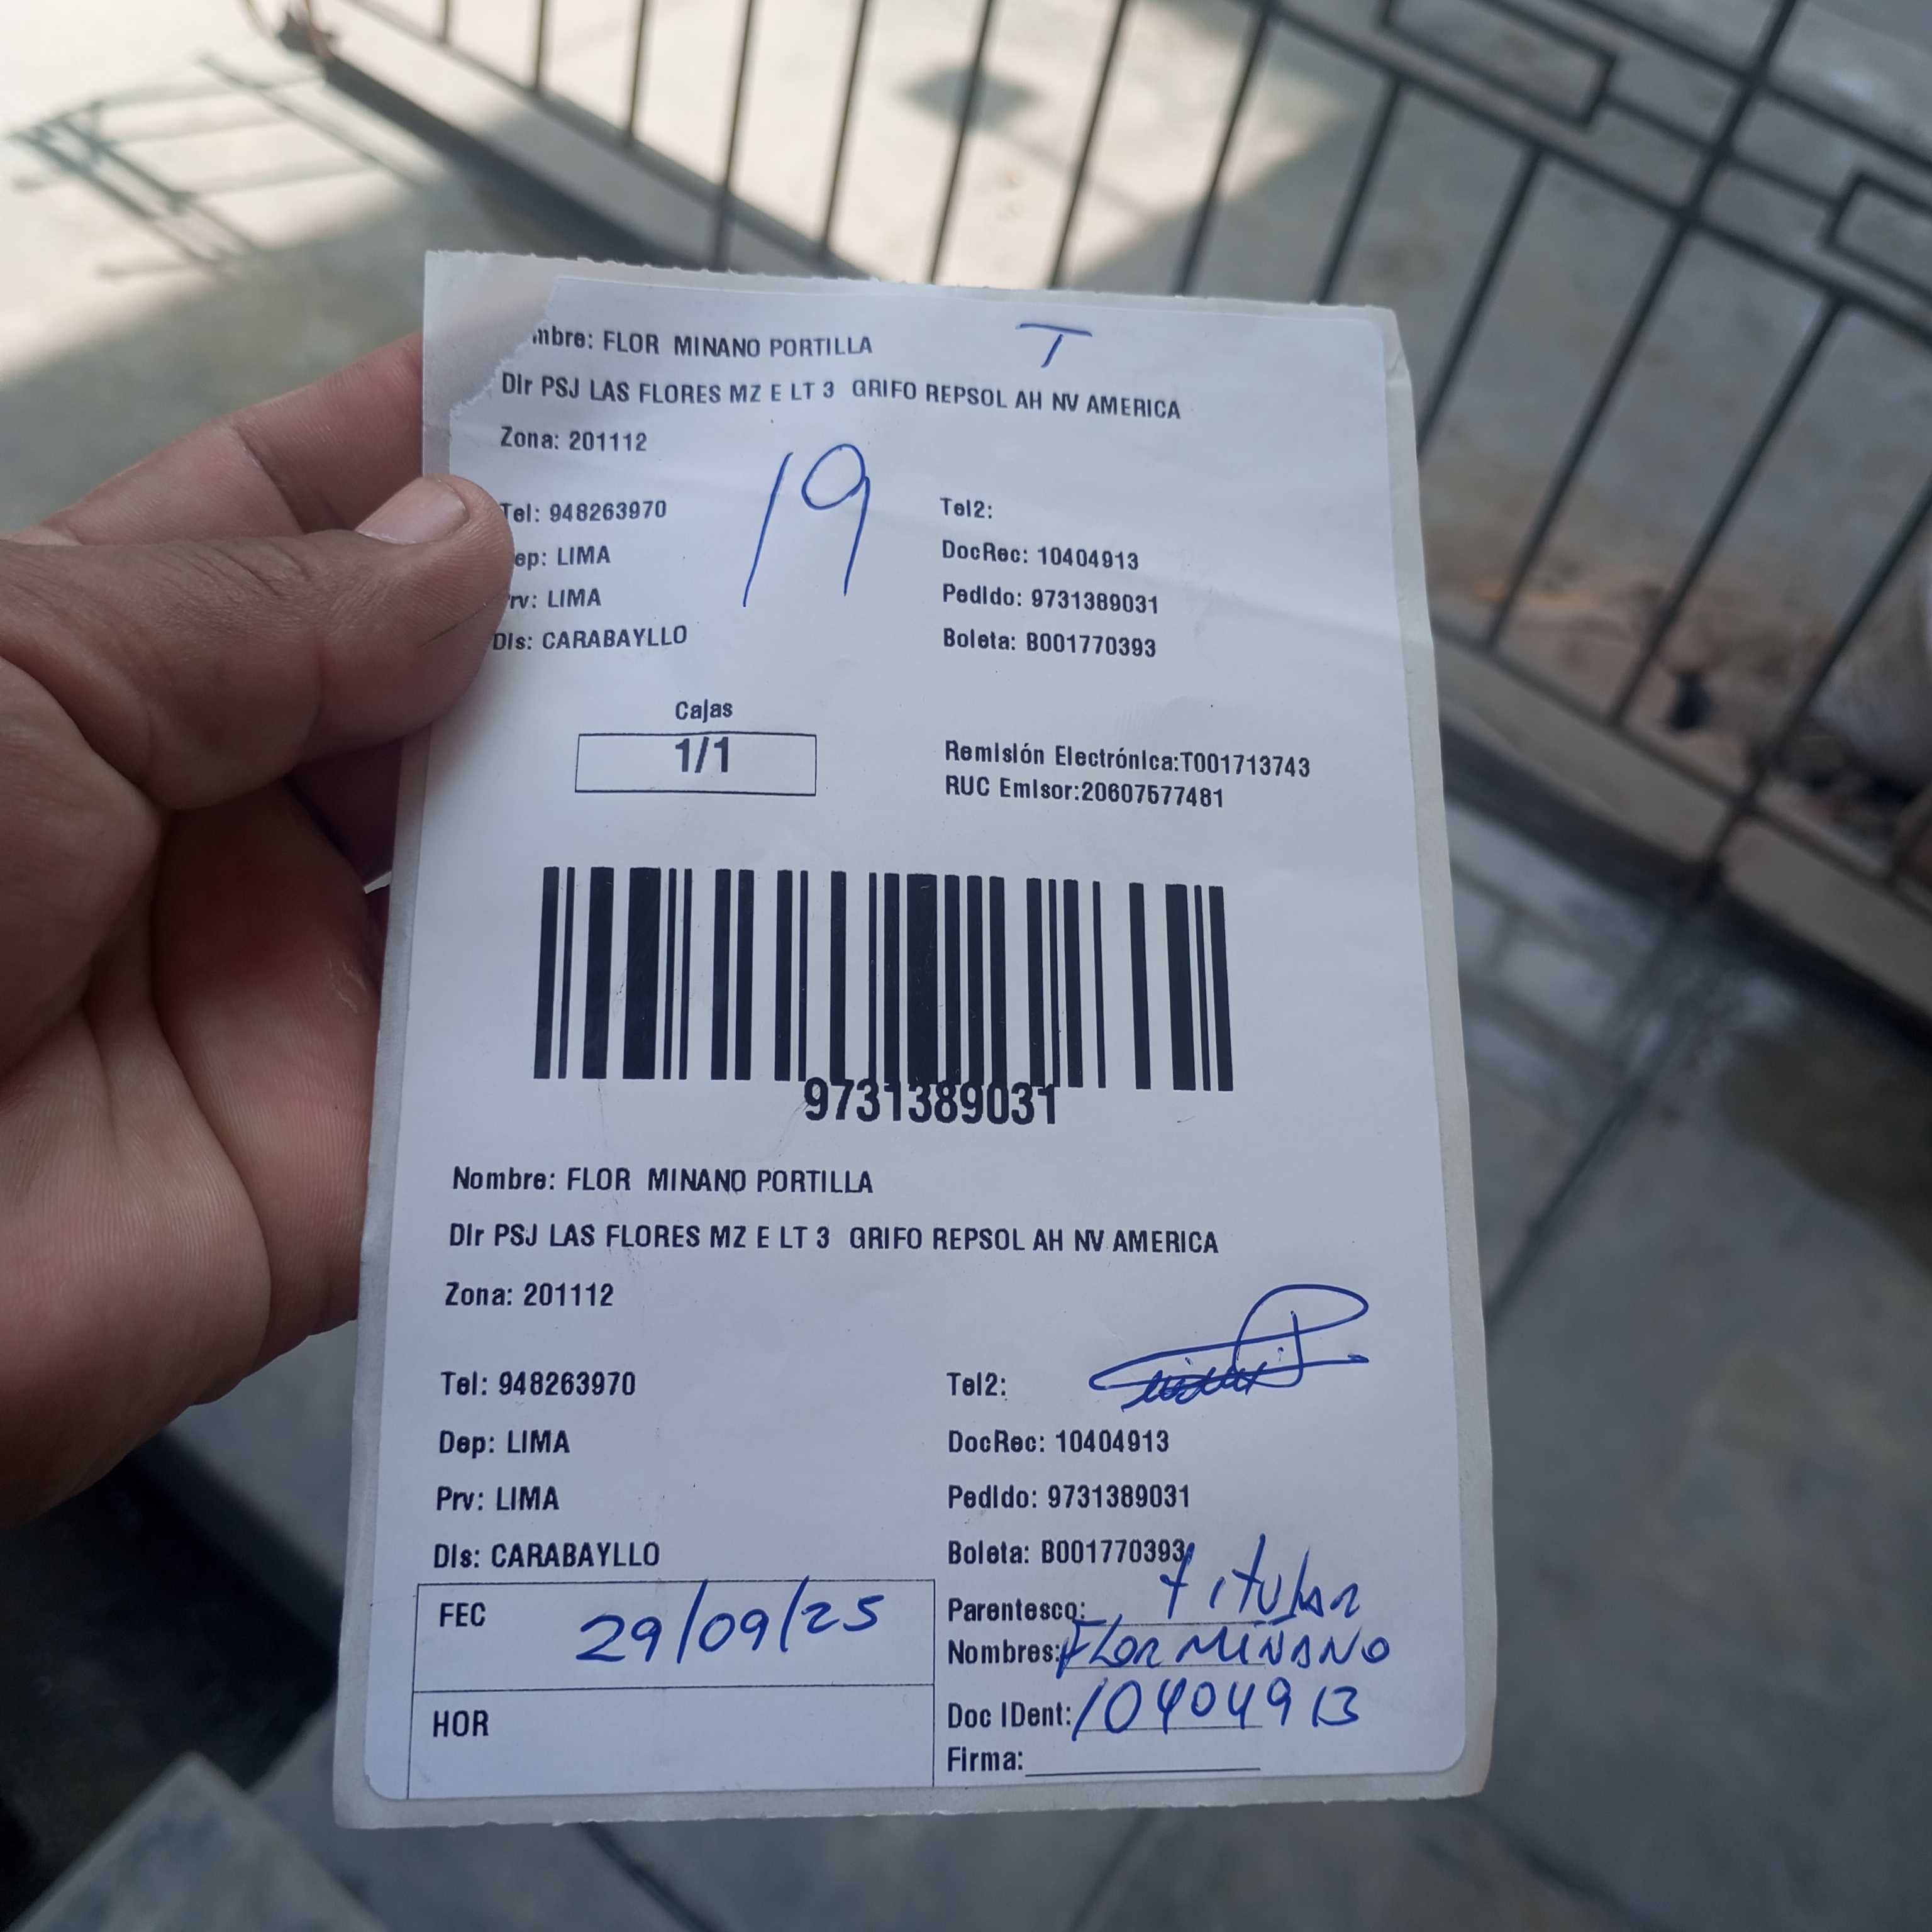 mbre: FLOR MINANO PORTILLA
T
Dir PSJ LAS FLORES MZ E LT 3 GRIFO REPSOL AH NV AMERICA
Zona: 201112
19
Tel: 948263970
Tel2:
ep: LIMA
DocRec: 10404913
rv: LIMA
Pedido: 9731389031
Dis: CARABAYLLO
Boleta: B001770393
Cajas
1/1
Remisión Electrónica:T001713743
RUC Emisor:20607577481
9731389031
Nombre: FLOR MINANO PORTILLA
Dir PSJ LAS FLORES MZ E LT 3 GRIFO REPSOL AH NV AMERICA
Zona: 201112
Tel: 948263970
Tel2:
Dep: LIMA
DocRec: 10404913
Prv: LIMA
Pedido: 9731389031
Dis: CARABAYLLO
Boleta: B001770393
FEC 29/09/25
Parentesco: titular
Nombres: FLOR MIÑANO
HOR
Doc IDent: 10404913
Firma: